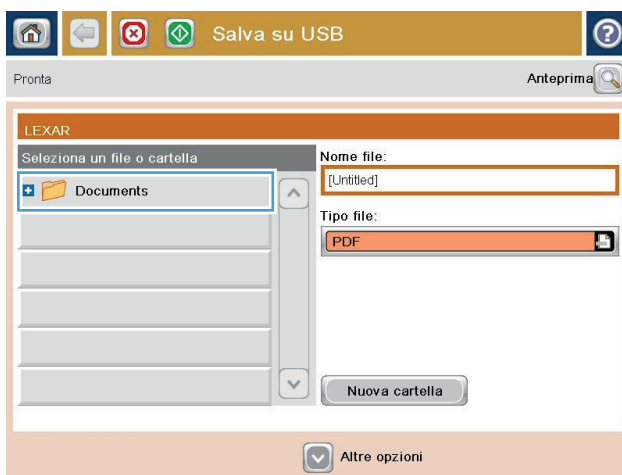 Salva su USB
?
Pronta
Anteprima
LEXAR
Seleziona un file o cartella
Documents
Nome file:
[Untitled]
Tipo file:
PDF
Nuova cartella
Altre opzioni